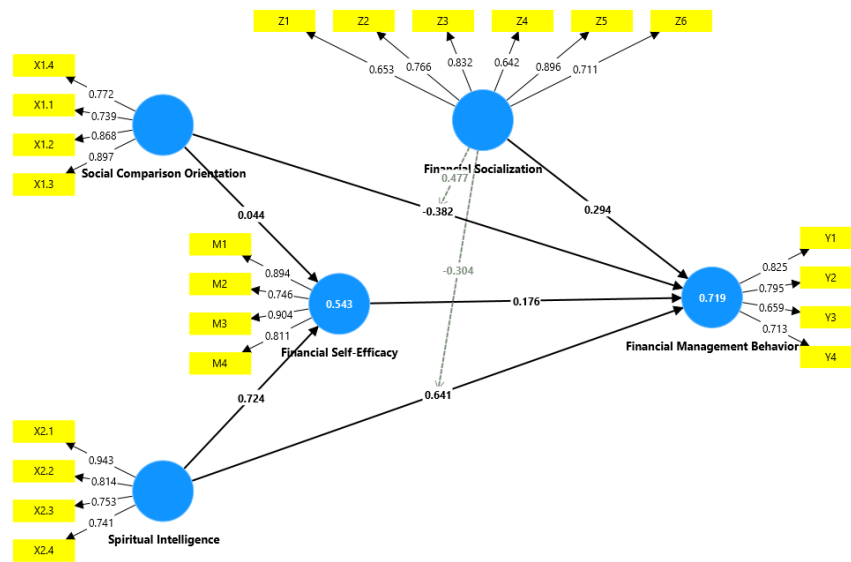 Z1
Z2
Z3
Z4
Z5
Z6
0.653
0.766
0.832
0.642
0.896
0.711
X1.4
X1.1
X1.2
X1.3
0.772
0.739
0.868
0.897
Social Comparison Orientation
Financial Socialization
0.477
-0.382
0.294
0.044
-0.304
M1
M2
M3
M4
0.894
0.746
0.904
0.811
0.543
Financial Self-Efficacy
0.176
0.719
Financial Management Behavior
Y1
Y2
Y3
Y4
0.825
0.795
0.659
0.713
0.724
0.641
X2.1
X2.2
X2.3
X2.4
0.943
0.814
0.753
0.741
Spiritual Intelligence